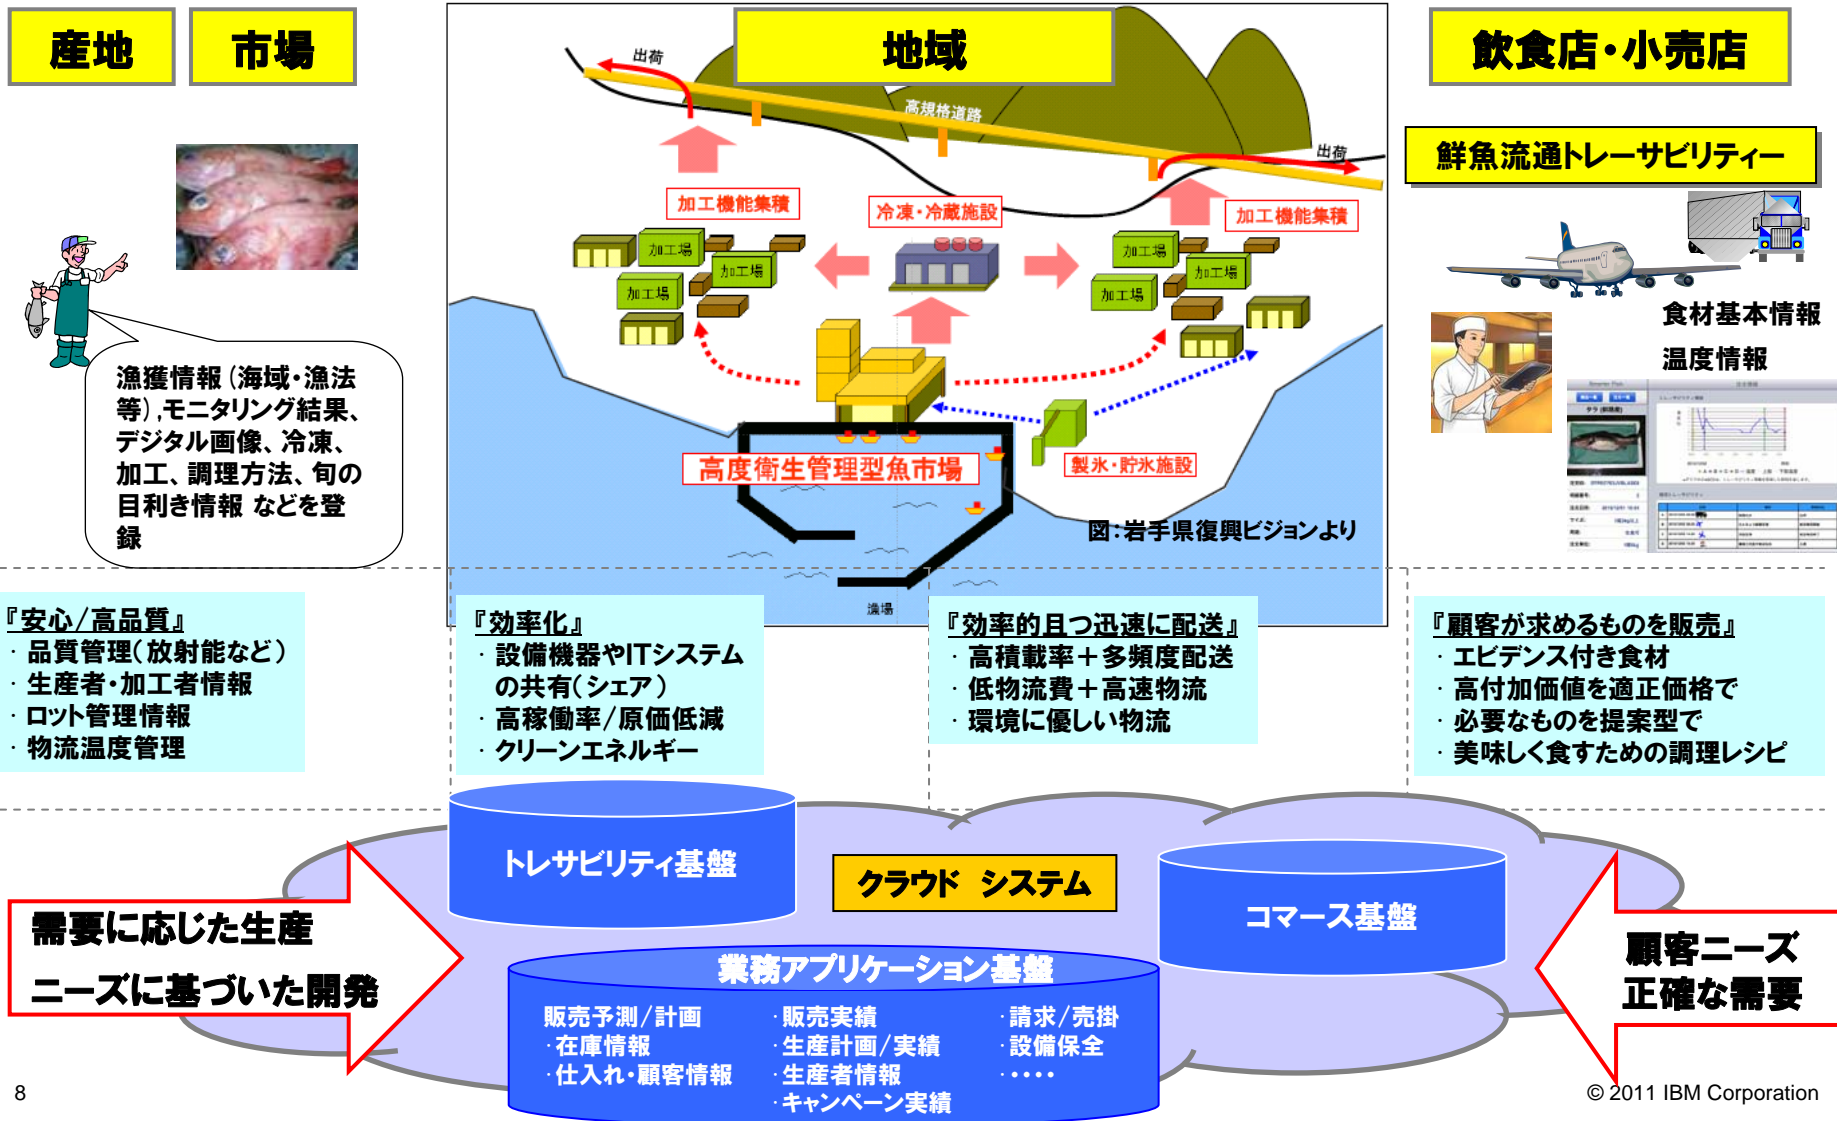 産地
市場
地域
飲食店・小売店
出荷
高規格道路
出荷
鮮魚流通トレーサビリティー
加工機能集積
冷凍・冷蔵施設
加工機能集積
加工場
加工場
加工場
加工場
加工場
加工場
食材基本情報
温度情報
漁獲情報(海域・漁法
等),モニタリング結果、
デジタル画像、冷凍、
加工、調理方法、旬の
目利き情報 などを登
録
高度衛生管理型魚市場
製氷・貯氷施設
図:岩手県復興ビジョンより
漁場
『安心/高品質』
・品質管理(放射能など)
・生産者・加工者情報
・ロット管理情報
・物流温度管理
『効率化』
・設備機器やITシステム
の共有(シェア)
・高稼働率/原価低減
・クリーンエネルギー
『効率的且つ迅速に配送』
・高積載率+多頻度配送
・低物流費+高速物流
・環境に優しい物流
『顧客が求めるものを販売』
・エビデンス付き食材
・高付加価値を適正価格で
・必要なものを提案型で
・美味しく食すための調理レシピ
トレサビリティ基盤
クラウド システム
コマース基盤
需要に応じた生産
ニーズに基づいた開発
顧客ニーズ
正確な需要
業務アプリケーション基盤
販売予測/計画
・在庫情報
・仕入れ・顧客情報
・販売実績
・生産計画/実績
・生産者情報
・キャンペーン実績
・請求/売掛
・設備保全
・・・・・
8
© 2011 IBM Corporation